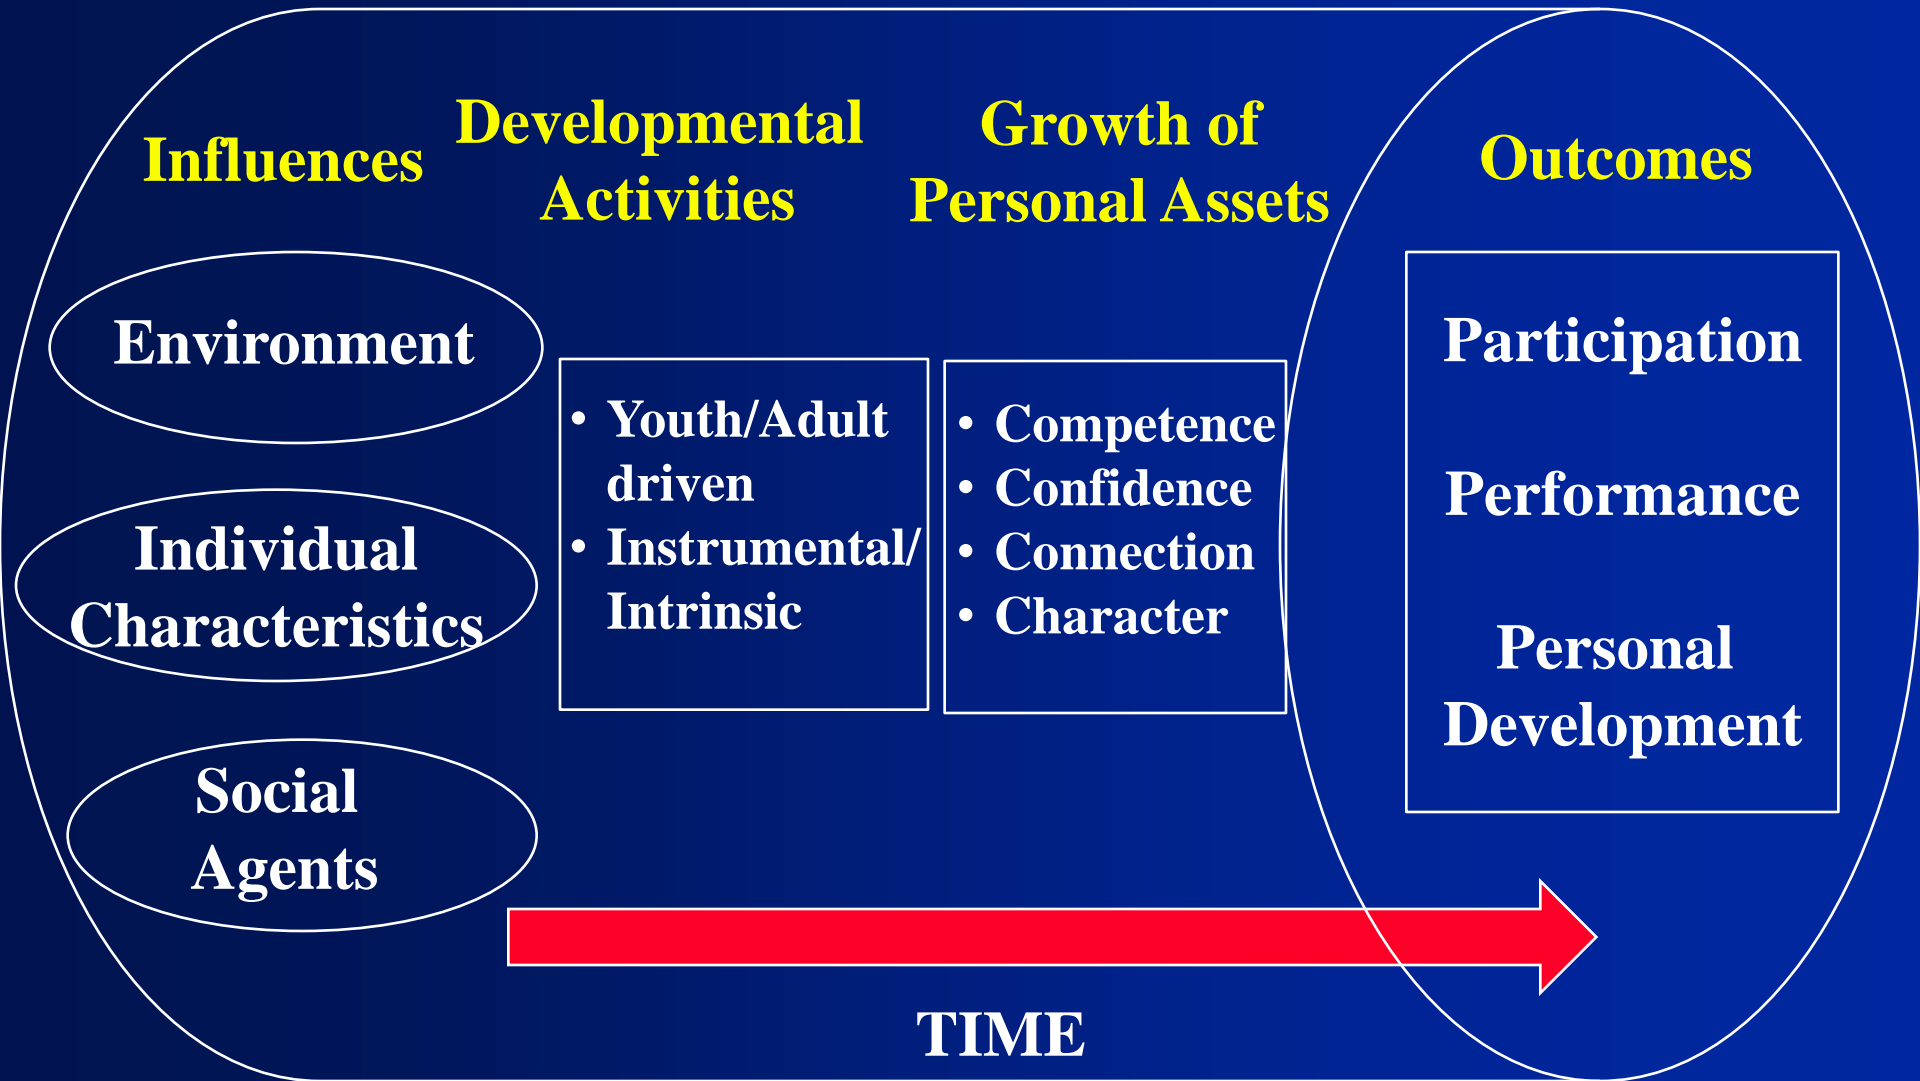 Influences
Developmental
Activities
Growth of
Personal Assets
Outcomes
Environment
Individual
Characteristics
Social
Agents
• Youth/Adult
driven
• Instrumental/
Intrinsic
• Competence
• Confidence
• Connection
• Character
Participation
Performance
Personal
Development
TIME